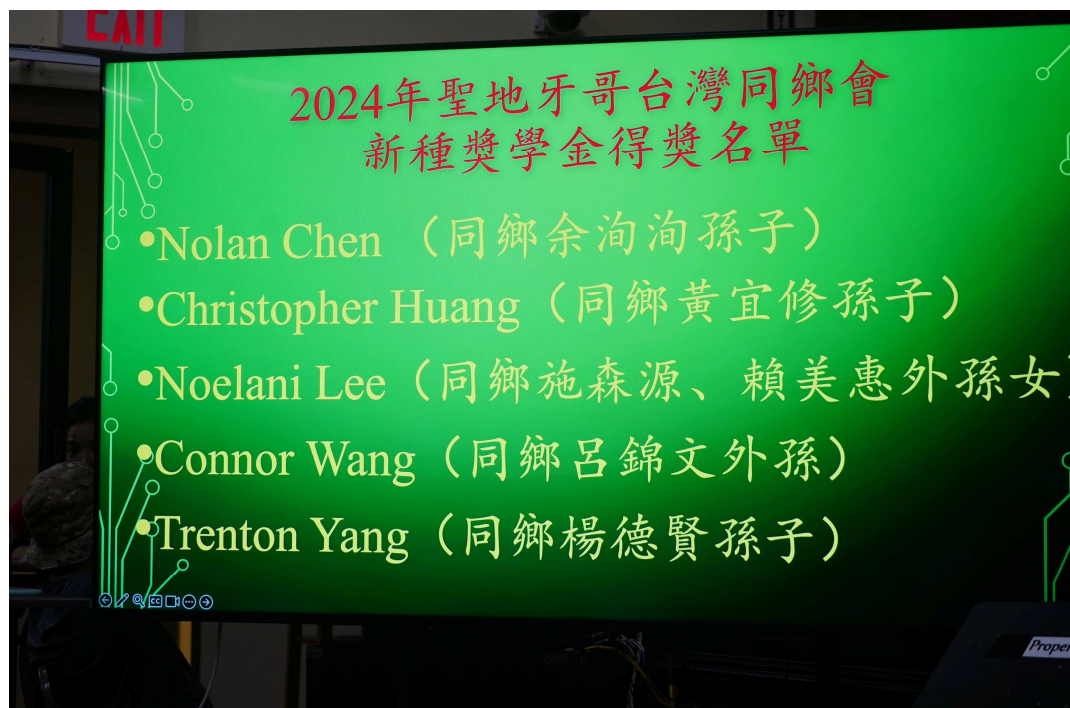 EXIT
2024年聖地牙哥台灣同鄉會
新種獎學金得獎名單
•Nolan Chen （同鄉余洵洵孫子）
•Christopher Huang（同鄉黃宜修孫子）
•Noelani Lee（同鄉施森源、賴美惠外孫女）
•Connor Wang（同鄉呂錦文外孫）
•Trenton Yang（同鄉楊德賢孫子）
CC
Proper